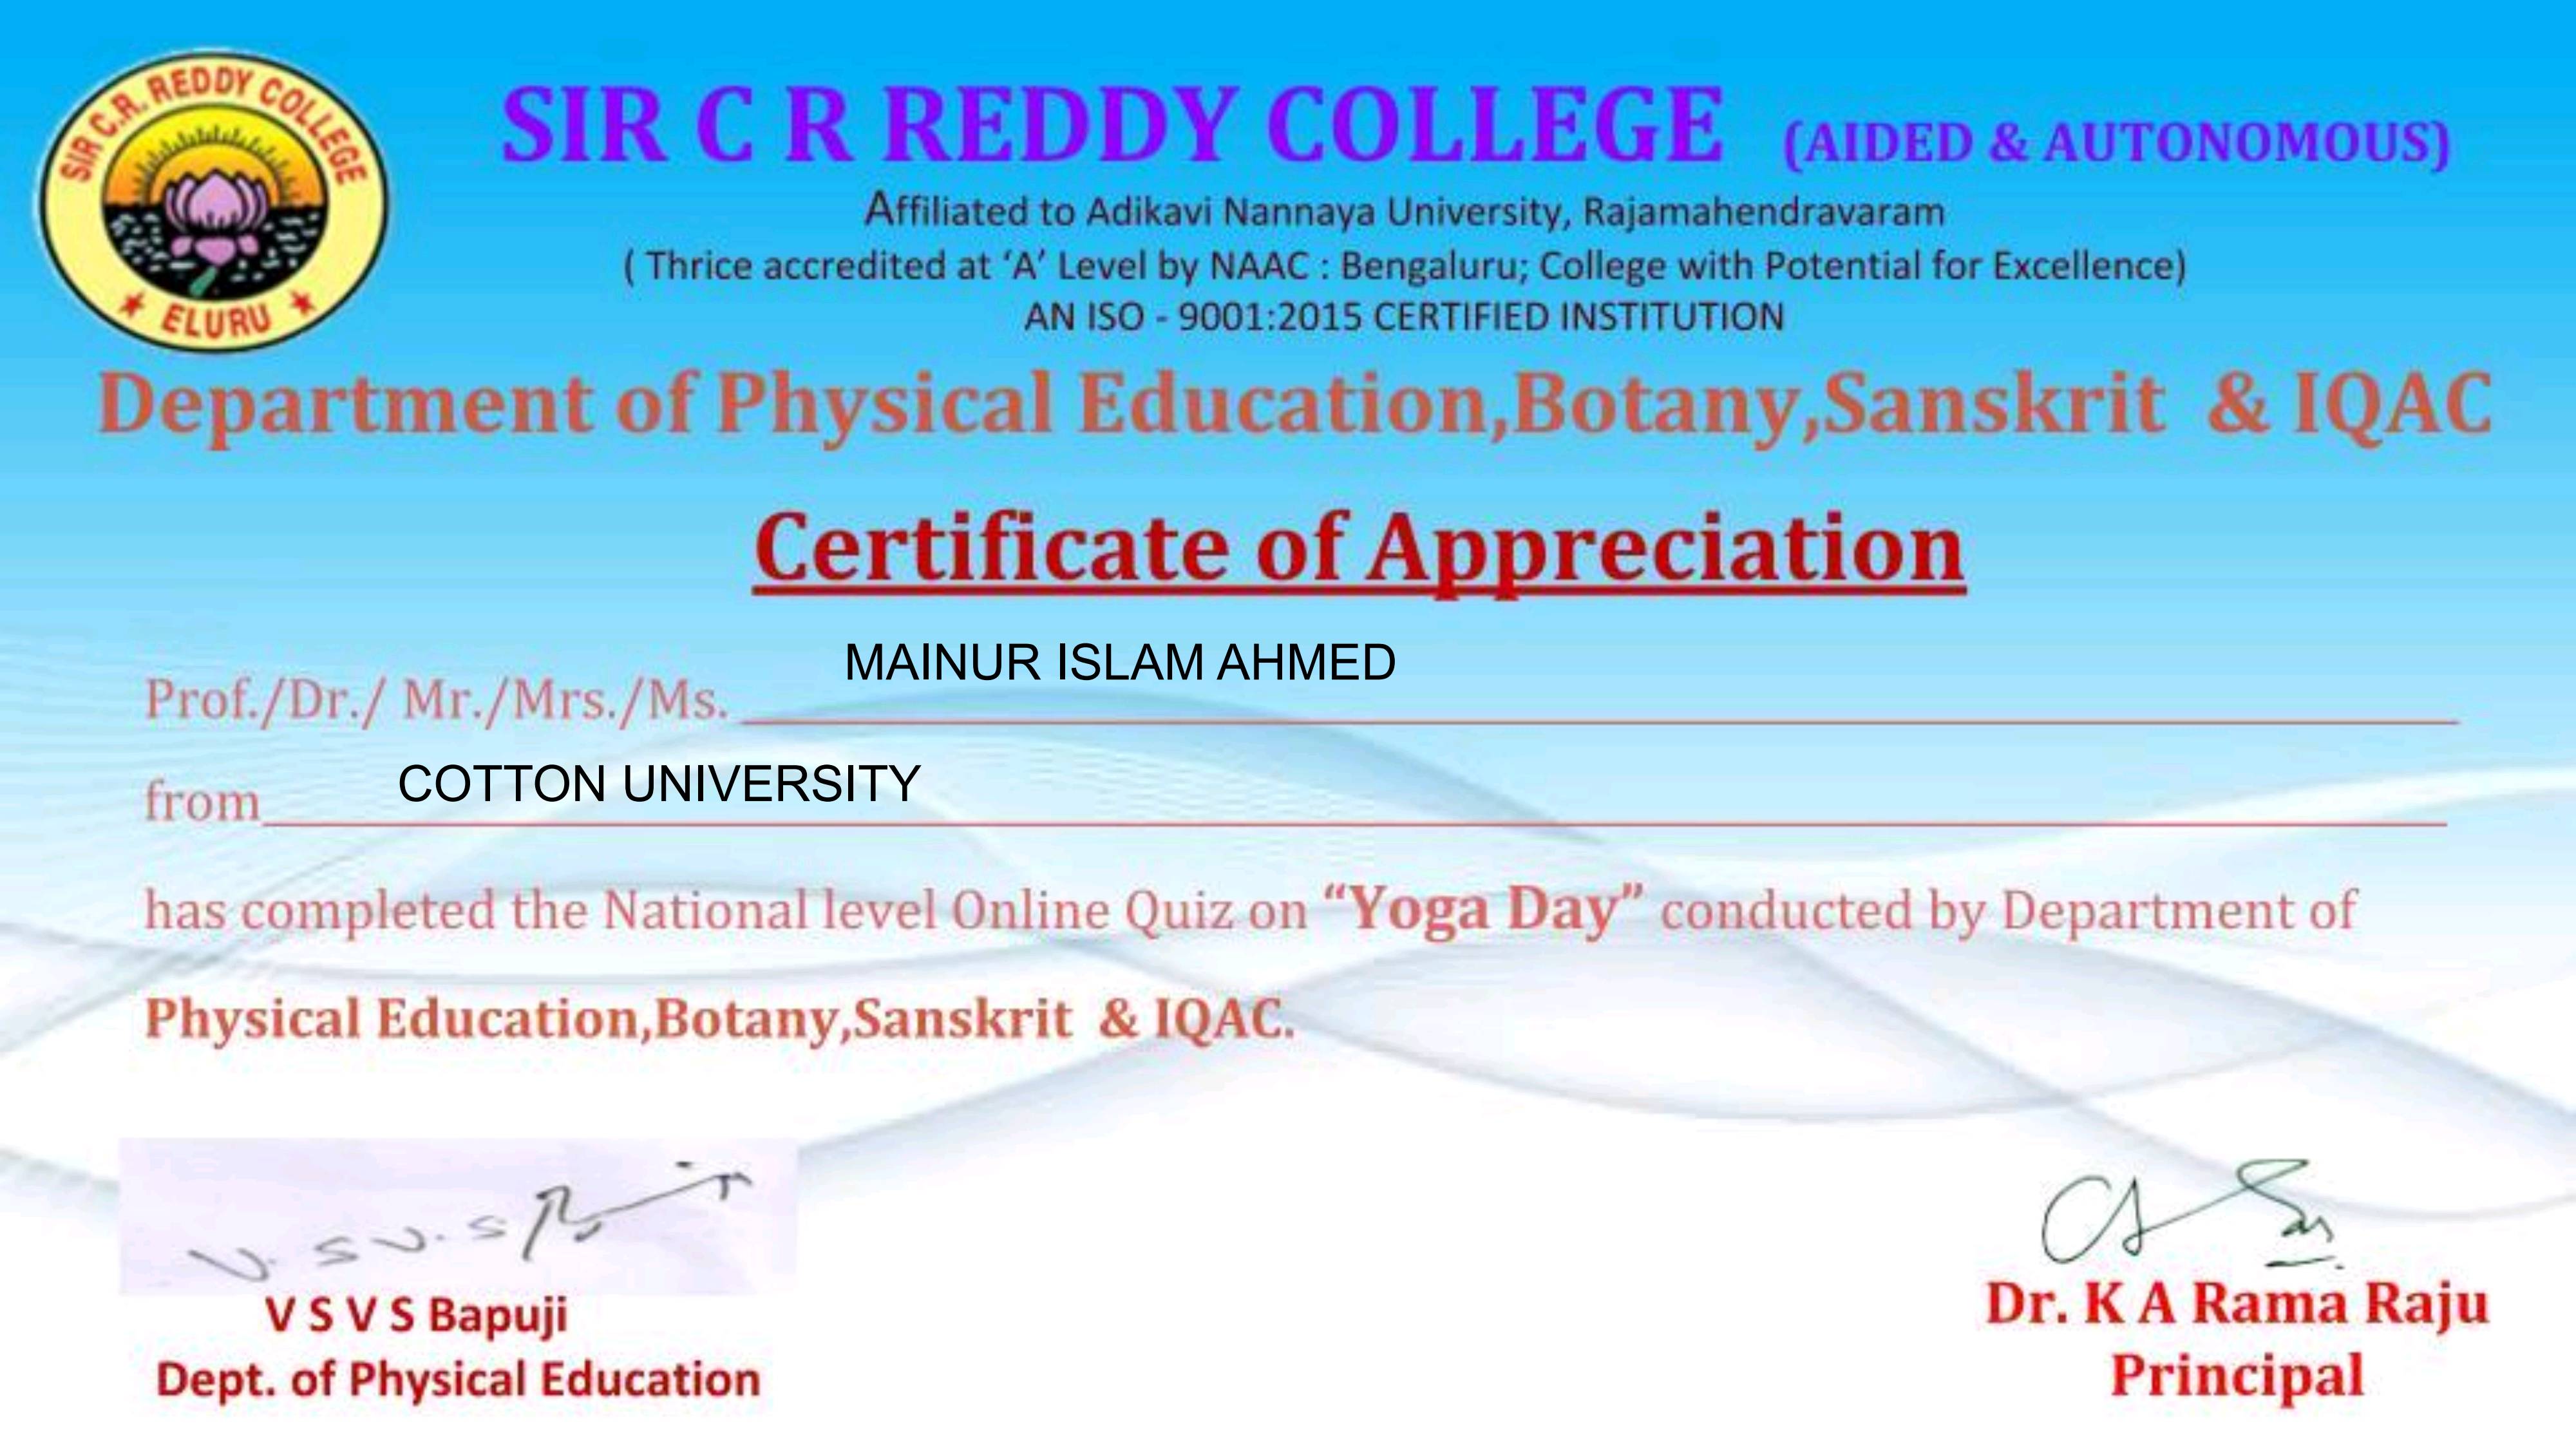 SIR C.R. REDDY COLLEGE
★ ELURU ★
SIR C R REDDY COLLEGE (AIDED & AUTONOMOUS)
Affiliated to Adikavi Nannaya University, Rajamahendravaram
( Thrice accredited at ‘A’ Level by NAAC : Bengaluru; College with Potential for Excellence)
AN ISO - 9001:2015 CERTIFIED INSTITUTION
Department of Physical Education,Botany,Sanskrit & IQAC
Certificate of Appreciation
MAINUR ISLAM AHMED
Prof./Dr./ Mr./Mrs./Ms.
COTTON UNIVERSITY
from
has completed the National level Online Quiz on “Yoga Day” conducted by Department of
Physical Education,Botany,Sanskrit & IQAC.
V S V S Bapuji
Dept. of Physical Education
Dr. K A Rama Raju
Principal